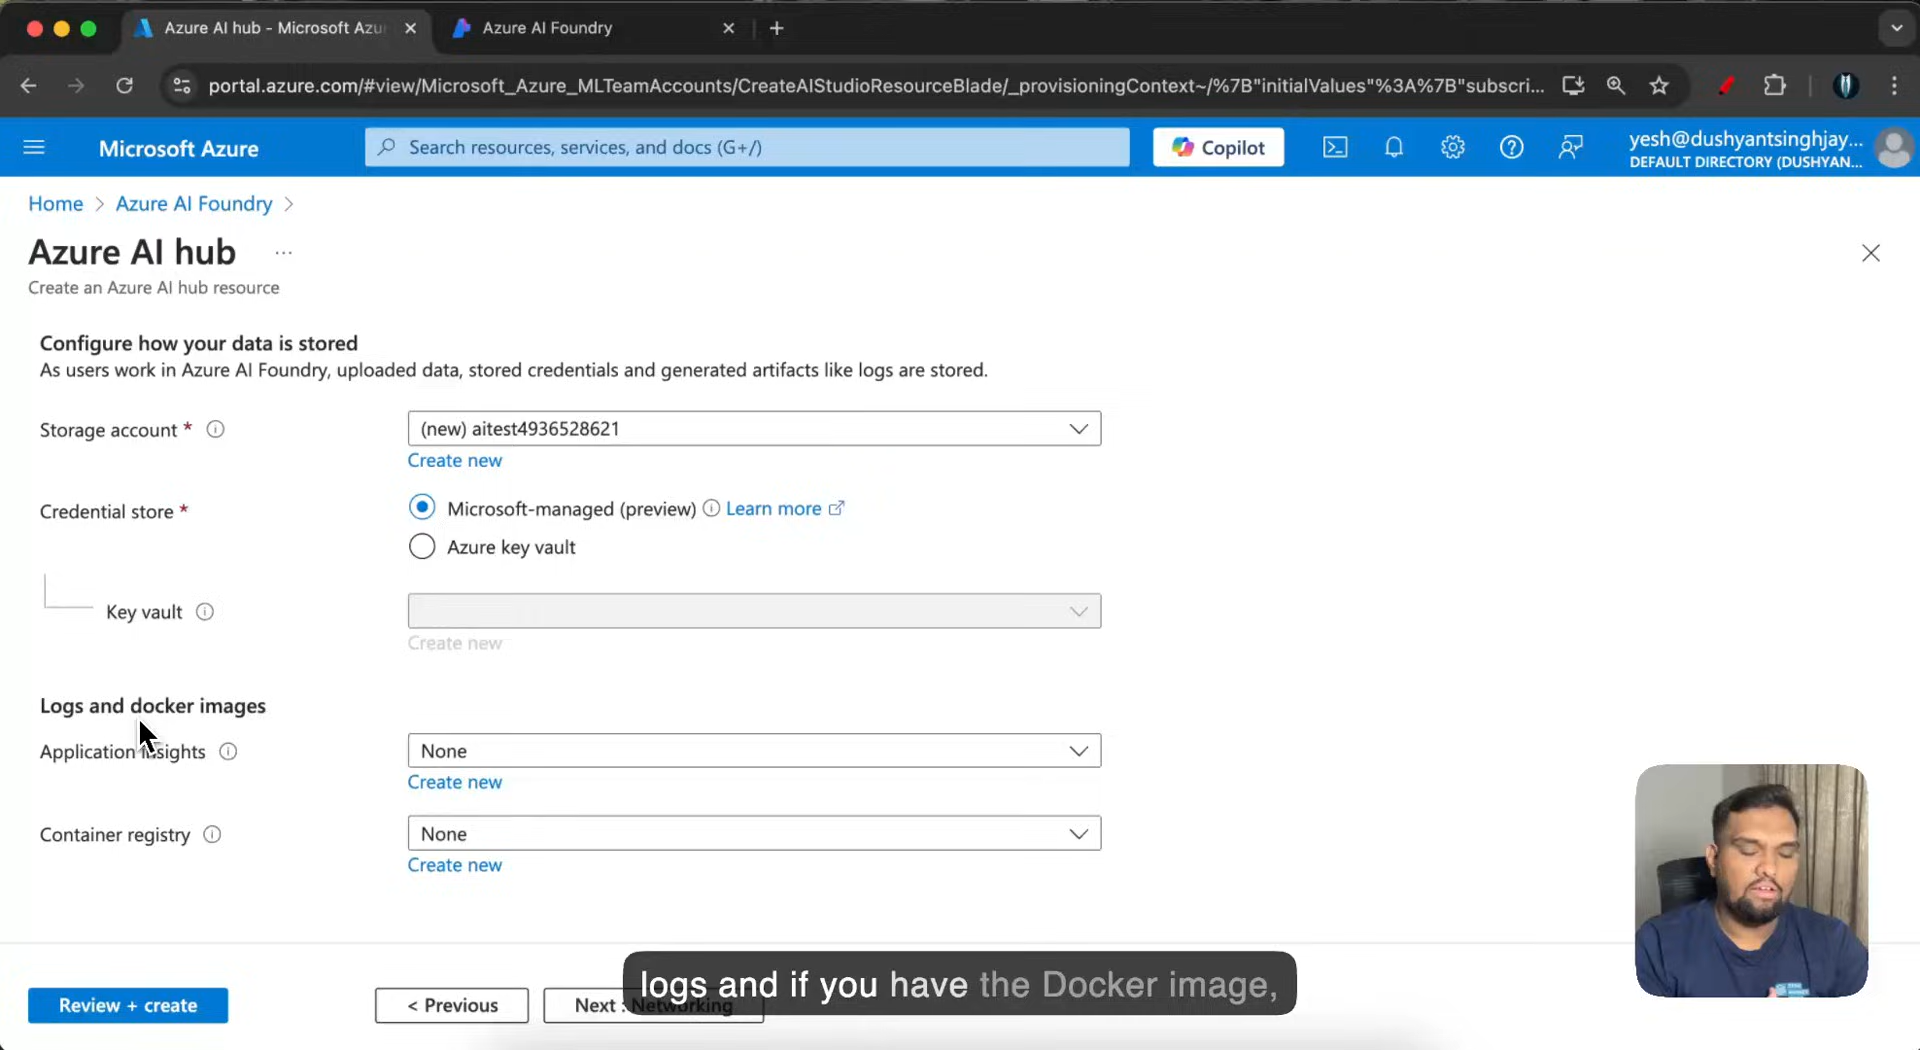 Azure AI hub - Microsoft Azu
Azure AI Foundry
portal.azure.com/#view/Microsoft_Azure_MLTeamAccounts/CreateAIStudioResourceBlade/_provisioningContext~/%7B"initialValues"%3A%7B"subscri...
Microsoft Azure
Search resources, services, and docs (G+/)
Copilot
yesh@dushyantsinghjay...
DEFAULT DIRECTORY (DUSHYAN...
Home > Azure AI Foundry >
Azure AI hub ...
Create an Azure AI hub resource
Configure how your data is stored
As users work in Azure AI Foundry, uploaded data, stored credentials and generated artifacts like logs are stored.
Storage account *
(new) aitest4936528621
Create new
Credential store *
Microsoft-managed (preview) Learn more
Azure key vault
Key vault
Create new
Logs and docker images
Application insights
None
Create new
Container registry
None
Create new
logs and if you have the Docker image,
Review + create
< Previous
Next : Networking